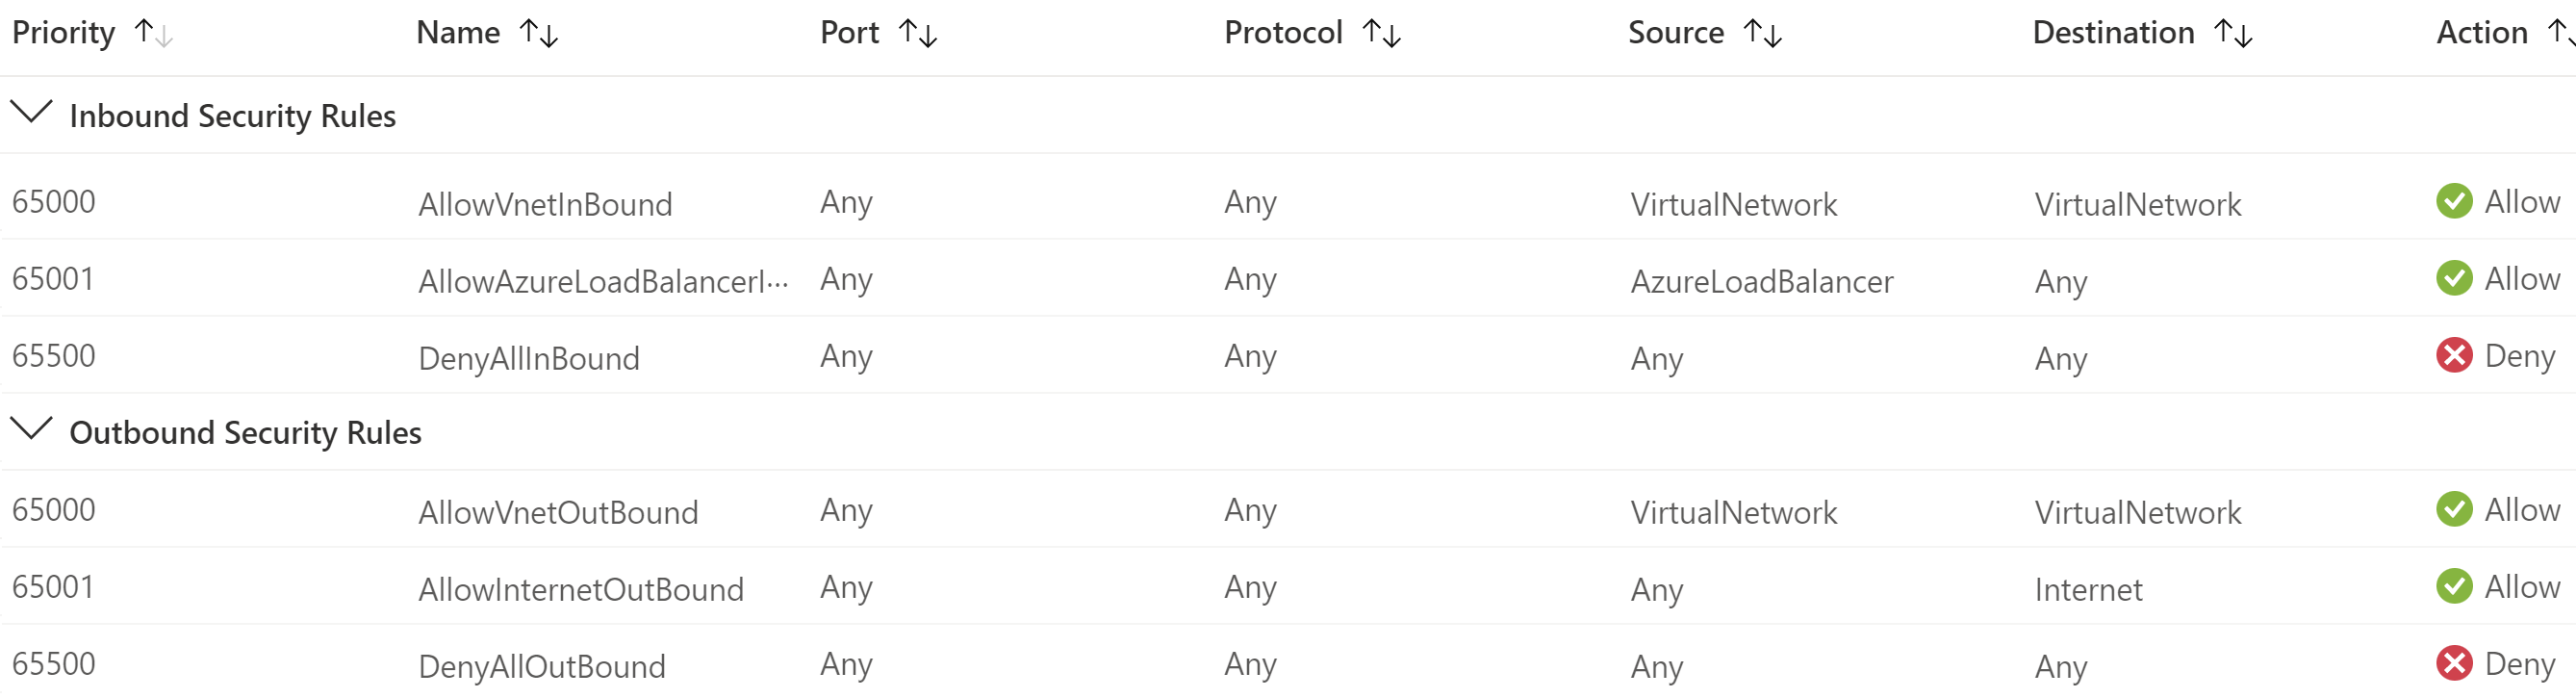 Priority Name Port Protocol Source Destination Action
Inbound Security Rules
65000 AllowVnetInBound Any Any VirtualNetwork VirtualNetwork Allow
65001 AllowAzureLoadBalancerI··· Any Any AzureLoadBalancer Any Allow
65500 DenyAllInBound Any Any Any Any Deny
Outbound Security Rules
65000 AllowVnetOutBound Any Any VirtualNetwork VirtualNetwork Allow
65001 AllowInternetOutBound Any Any Any Internet Allow
65500 DenyAllOutBound Any Any Any Any Deny